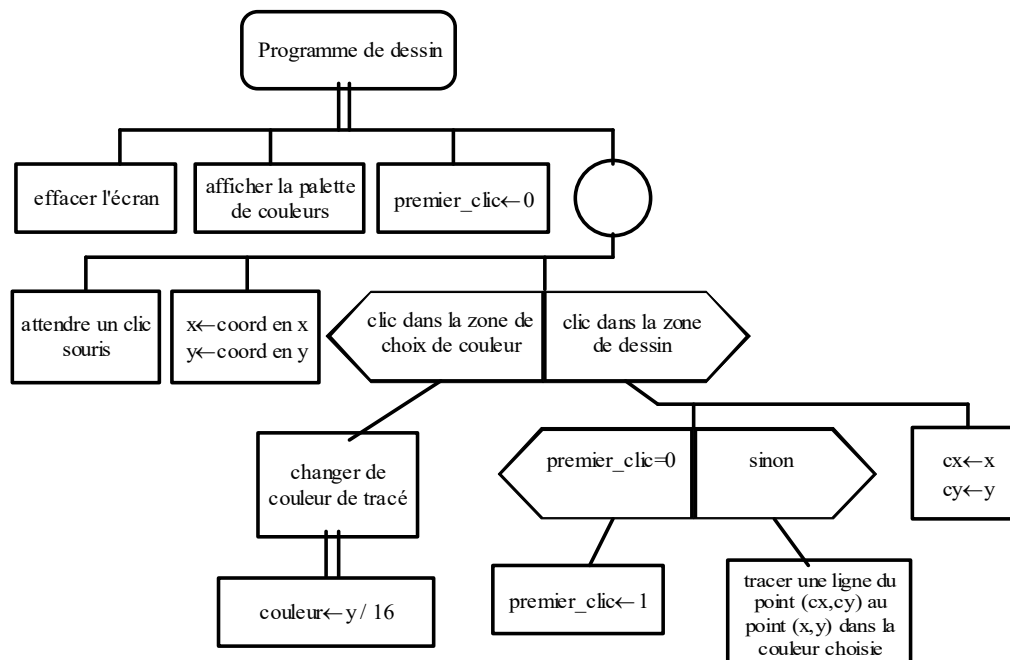 Programme de dessin
effacer l'écran
afficher la palette
de couleurs
premier_clic←0
attendre un clic
souris
x←coord en x
y←coord en y
clic dans la zone de
choix de couleur
clic dans la zone
de dessin
changer de
couleur de tracé
premier_clic=0
sinon
cx←x
cy←y
couleur←y / 16
premier_clic←1
tracer une ligne du
point (cx,cy) au
point (x,y) dans la
couleur choisie